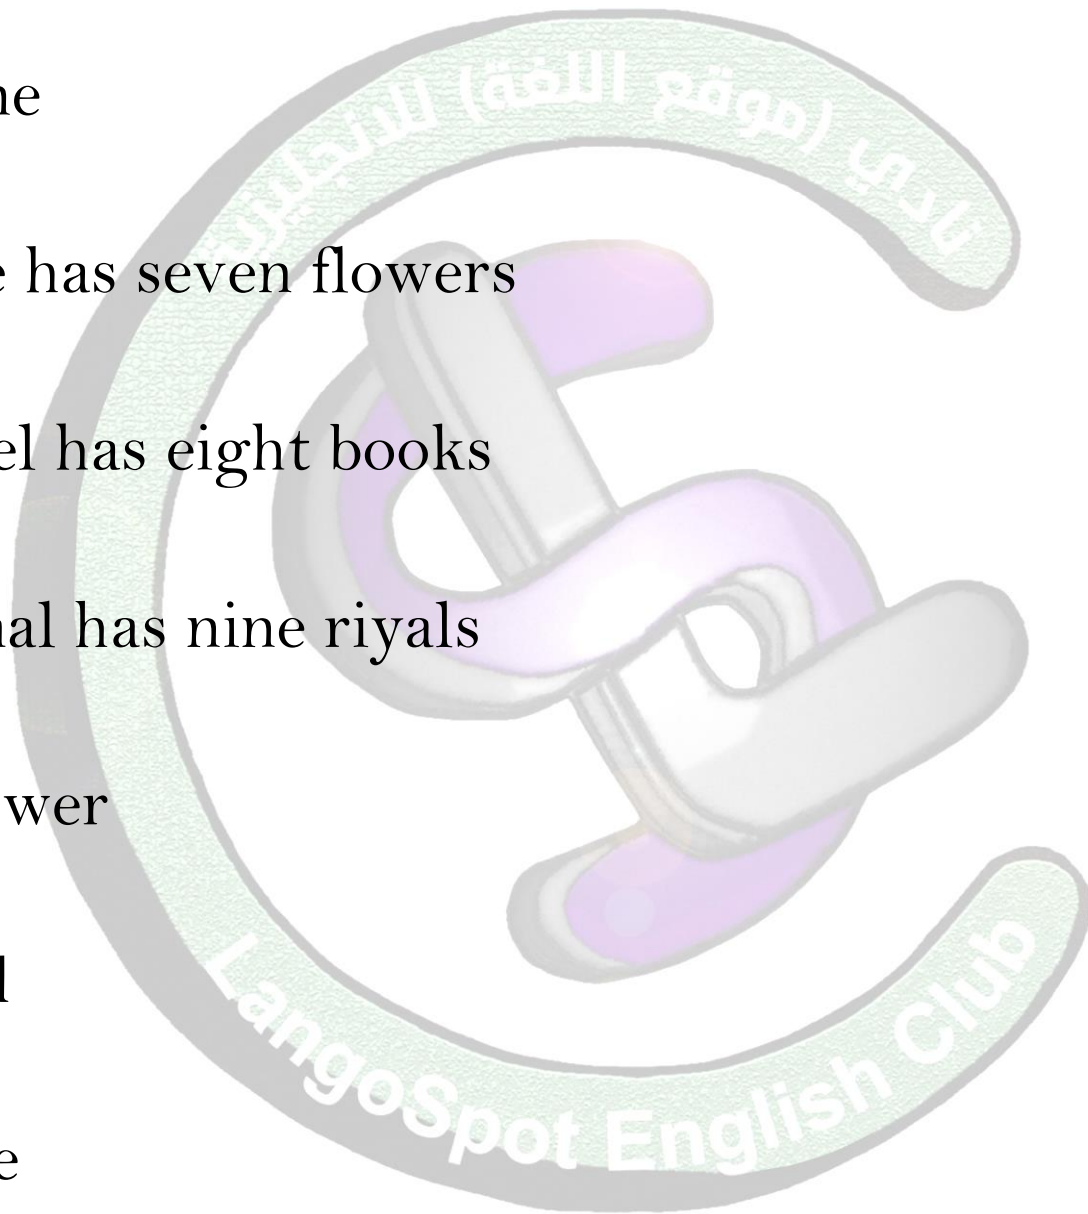 نادي (موقع اللغة) للانجليزية
ne
e has seven flowers
el has eight books
nal has nine riyals
wer
l
e
LangoSpot English Club